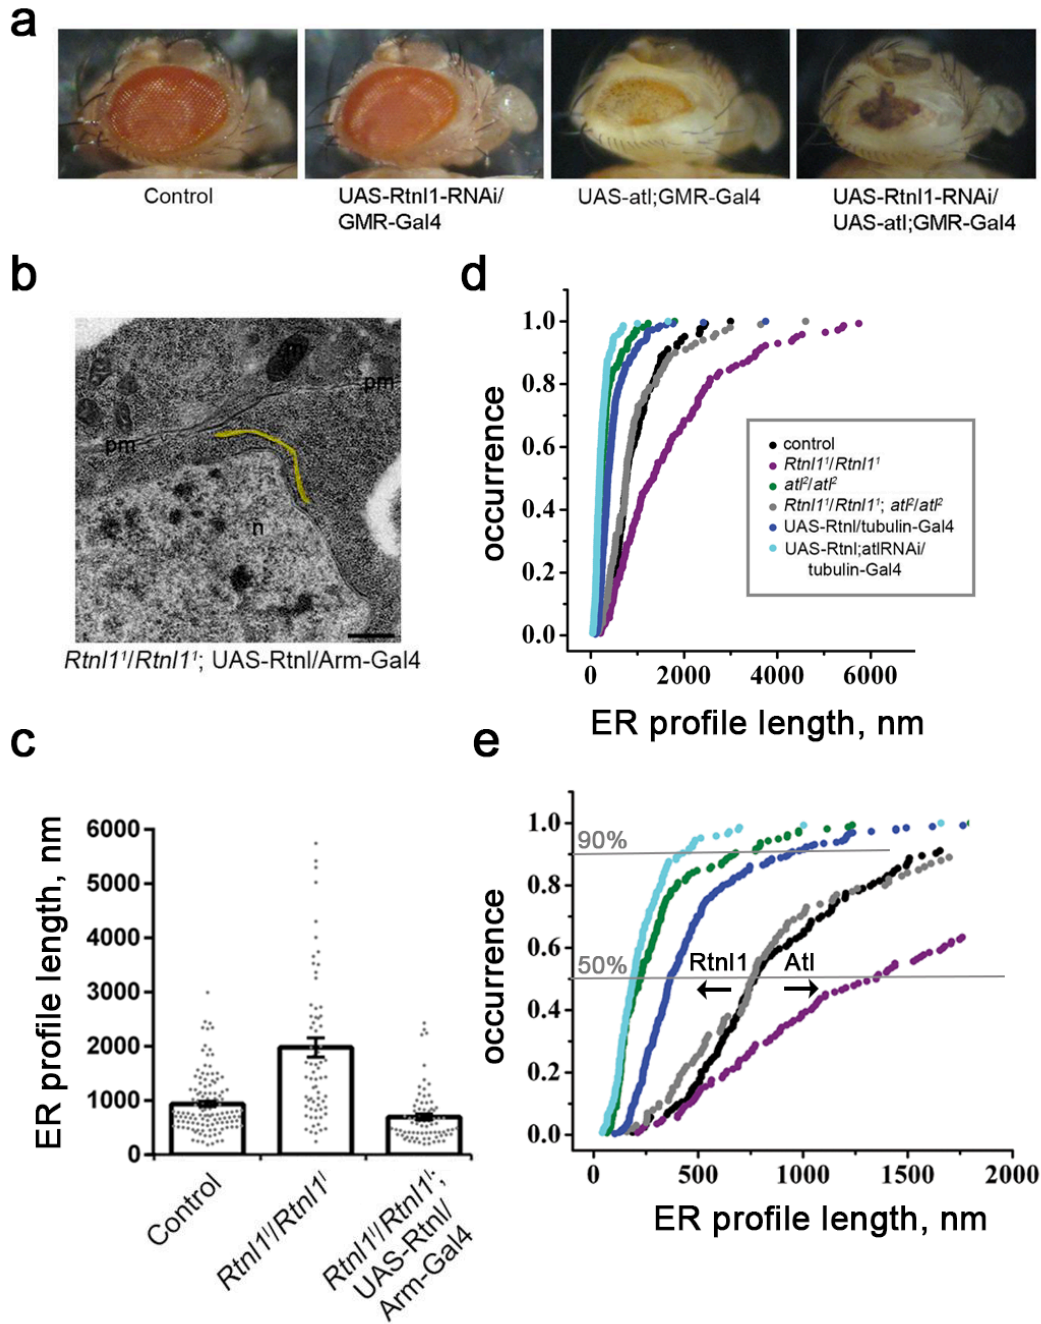 a
Control
UAS-Rtnl1-RNAi/
GMR-Gal4
UAS-atl;GMR-Gal4
UAS-Rtnl1-RNAi/
UAS-atl;GMR-Gal4
b
pm
pm
n
Rtnl1¹/Rtnl1¹; UAS-Rtnl/Arm-Gal4
c
ER profile length, nm
6000
5000
4000
3000
2000
1000
0
Control
Rtnl1ˡ/Rtnl1ˡ
Rtnl1ˡ/Rtnl1ˡ;
UAS-Rtnl/
Arm-Gal4
d
occurrence
1.0
0.8
0.6
0.4
0.2
0.0
control
Rtnl1¹/Rtnl1¹
atl²/atl²
Rtnl1¹/Rtnl1¹; atl²/atl²
UAS-Rtnl/tubulin-Gal4
UAS-Rtnl;atlRNAi/
tubulin-Gal4
0 2000 4000 6000
ER profile length, nm
e
occurrence
1.0
0.8
0.6
0.4
0.2
0.0
90%
50%
Rtnl1 Atl
0 500 1000 1500 2000
ER profile length, nm